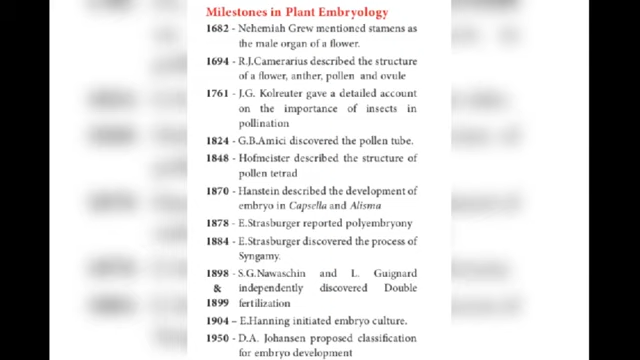 Milestones in Plant Embryology
1682 - Nehemiah Grew mentioned stamens as
the male organ of a flower.
1694 - R.J.Camerarius described the structure
of a flower, anther, pollen and ovule
1761 - J.G. Kolreuter gave a detailed account
on the importance of insects in
pollination
1824 - G.B.Amici discovered the pollen tube.
1848 - Hofmeister described the structure of
pollen tetrad
1870 - Hanstein described the development of
embryo in Capsella and Alisma
1878 - E.Strasburger reported polyembryony
1884 - E.Strasburger discovered the process of
Syngamy.
1898 - S.G.Nawaschin and L. Guignard
& independently discovered Double
1899 fertilization
1904 – E.Hanning initiated embryo culture.
1950 - D.A. Johansen proposed classification
for embryo development